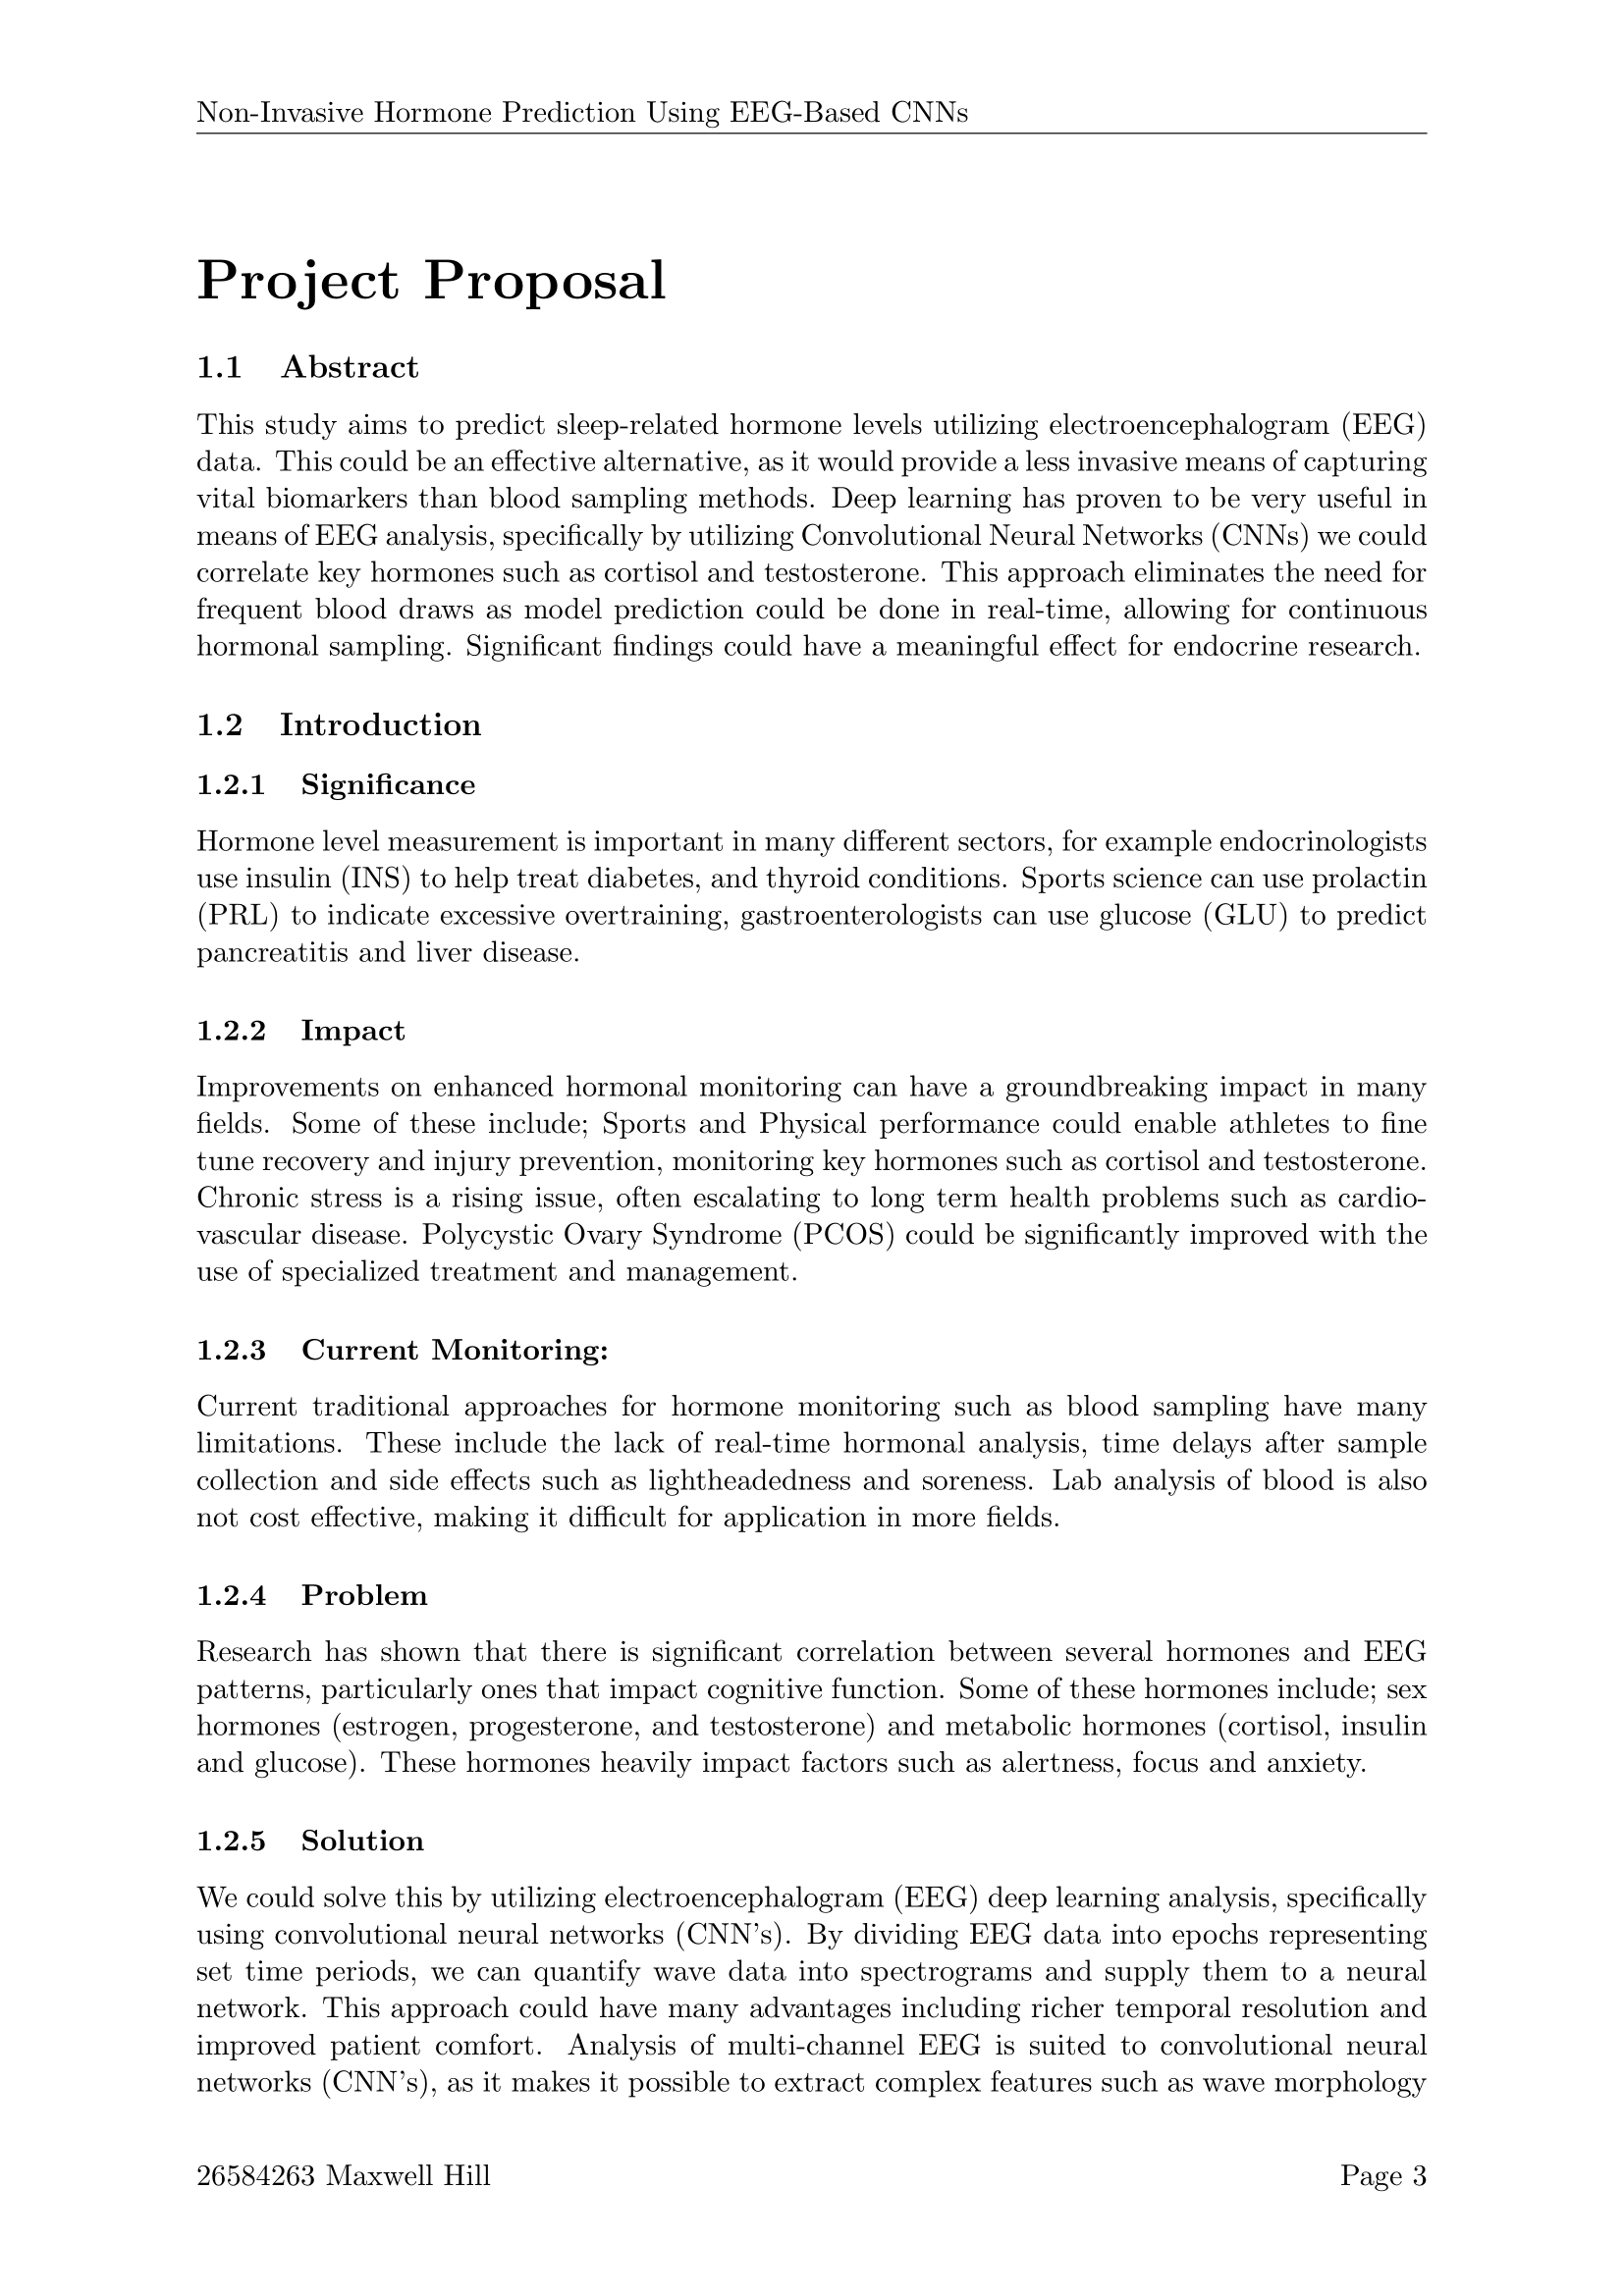 Non-Invasive Hormone Prediction Using EEG-Based CNNs
Project Proposal
1.1 Abstract
This study aims to predict sleep-related hormone levels utilizing electroencephalogram (EEG)
data. This could be an effective alternative, as it would provide a less invasive means of capturing
vital biomarkers than blood sampling methods. Deep learning has proven to be very useful in
means of EEG analysis, specifically by utilizing Convolutional Neural Networks (CNNs) we could
correlate key hormones such as cortisol and testosterone. This approach eliminates the need for
frequent blood draws as model prediction could be done in real-time, allowing for continuous
hormonal sampling. Significant findings could have a meaningful effect for endocrine research.
1.2 Introduction
1.2.1 Significance
Hormone level measurement is important in many different sectors, for example endocrinologists
use insulin (INS) to help treat diabetes, and thyroid conditions. Sports science can use prolactin
(PRL) to indicate excessive overtraining, gastroenterologists can use glucose (GLU) to predict
pancreatitis and liver disease.
1.2.2 Impact
Improvements on enhanced hormonal monitoring can have a groundbreaking impact in many
fields. Some of these include; Sports and Physical performance could enable athletes to fine
tune recovery and injury prevention, monitoring key hormones such as cortisol and testosterone.
Chronic stress is a rising issue, often escalating to long term health problems such as cardio-
vascular disease. Polycystic Ovary Syndrome (PCOS) could be significantly improved with the
use of specialized treatment and management.
1.2.3 Current Monitoring:
Current traditional approaches for hormone monitoring such as blood sampling have many
limitations. These include the lack of real-time hormonal analysis, time delays after sample
collection and side effects such as lightheadedness and soreness. Lab analysis of blood is also
not cost effective, making it difficult for application in more fields.
1.2.4 Problem
Research has shown that there is significant correlation between several hormones and EEG
patterns, particularly ones that impact cognitive function. Some of these hormones include; sex
hormones (estrogen, progesterone, and testosterone) and metabolic hormones (cortisol, insulin
and glucose). These hormones heavily impact factors such as alertness, focus and anxiety.
1.2.5 Solution
We could solve this by utilizing electroencephalogram (EEG) deep learning analysis, specifically
using convolutional neural networks (CNN's). By dividing EEG data into epochs representing
set time periods, we can quantify wave data into spectrograms and supply them to a neural
network. This approach could have many advantages including richer temporal resolution and
improved patient comfort. Analysis of multi-channel EEG is suited to convolutional neural
networks (CNN's), as it makes it possible to extract complex features such as wave morphology
26584263 Maxwell Hill Page 3